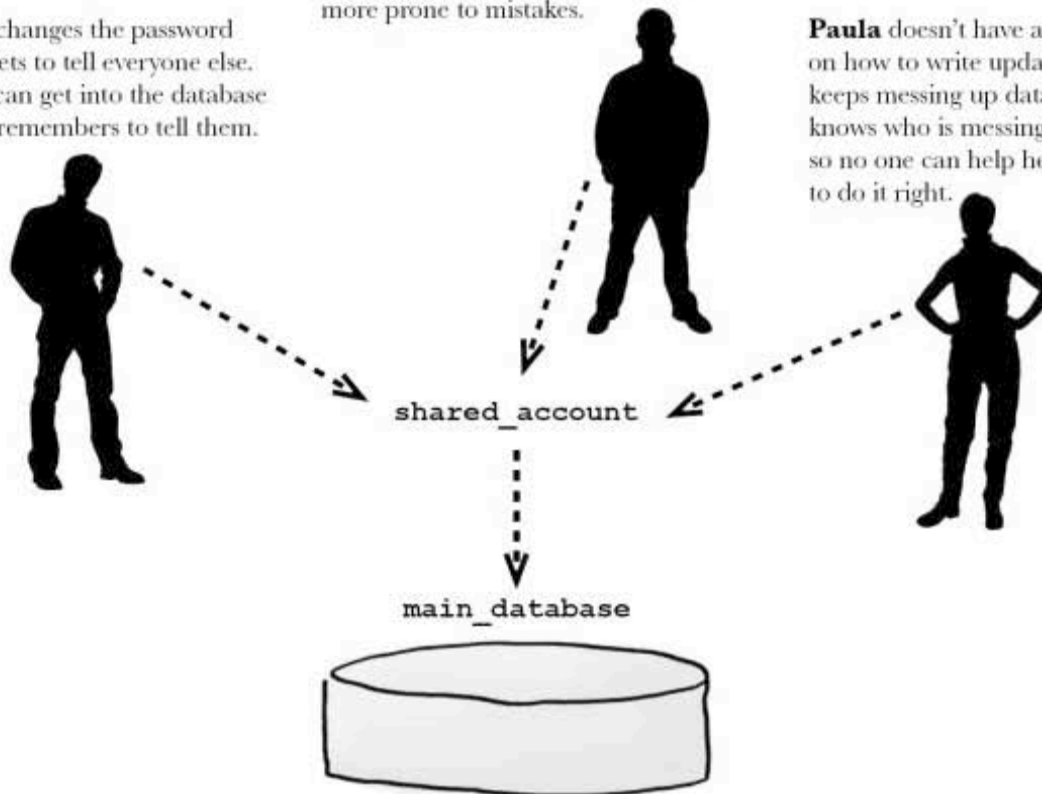 more prone to mistakes.
changes the password
ets to tell everyone else.
can get into the database
remembers to tell them.
Paula doesn't have a
on how to write upda
keeps messing up data
knows who is messing
so no one can help he
to do it right.
shared_account
main_database